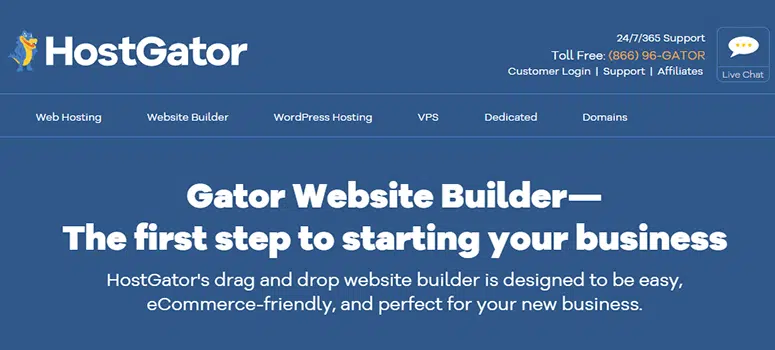 HostGator
24/7/365 Support
Toll Free: (866) 96-GATOR
Customer Login | Support | Affiliates
Live Chat
Web Hosting Website Builder WordPress Hosting VPS Dedicated Domains
Gator Website Builder—
The first step to starting your business
HostGator's drag and drop website builder is designed to be easy,
eCommerce-friendly, and perfect for your new business.